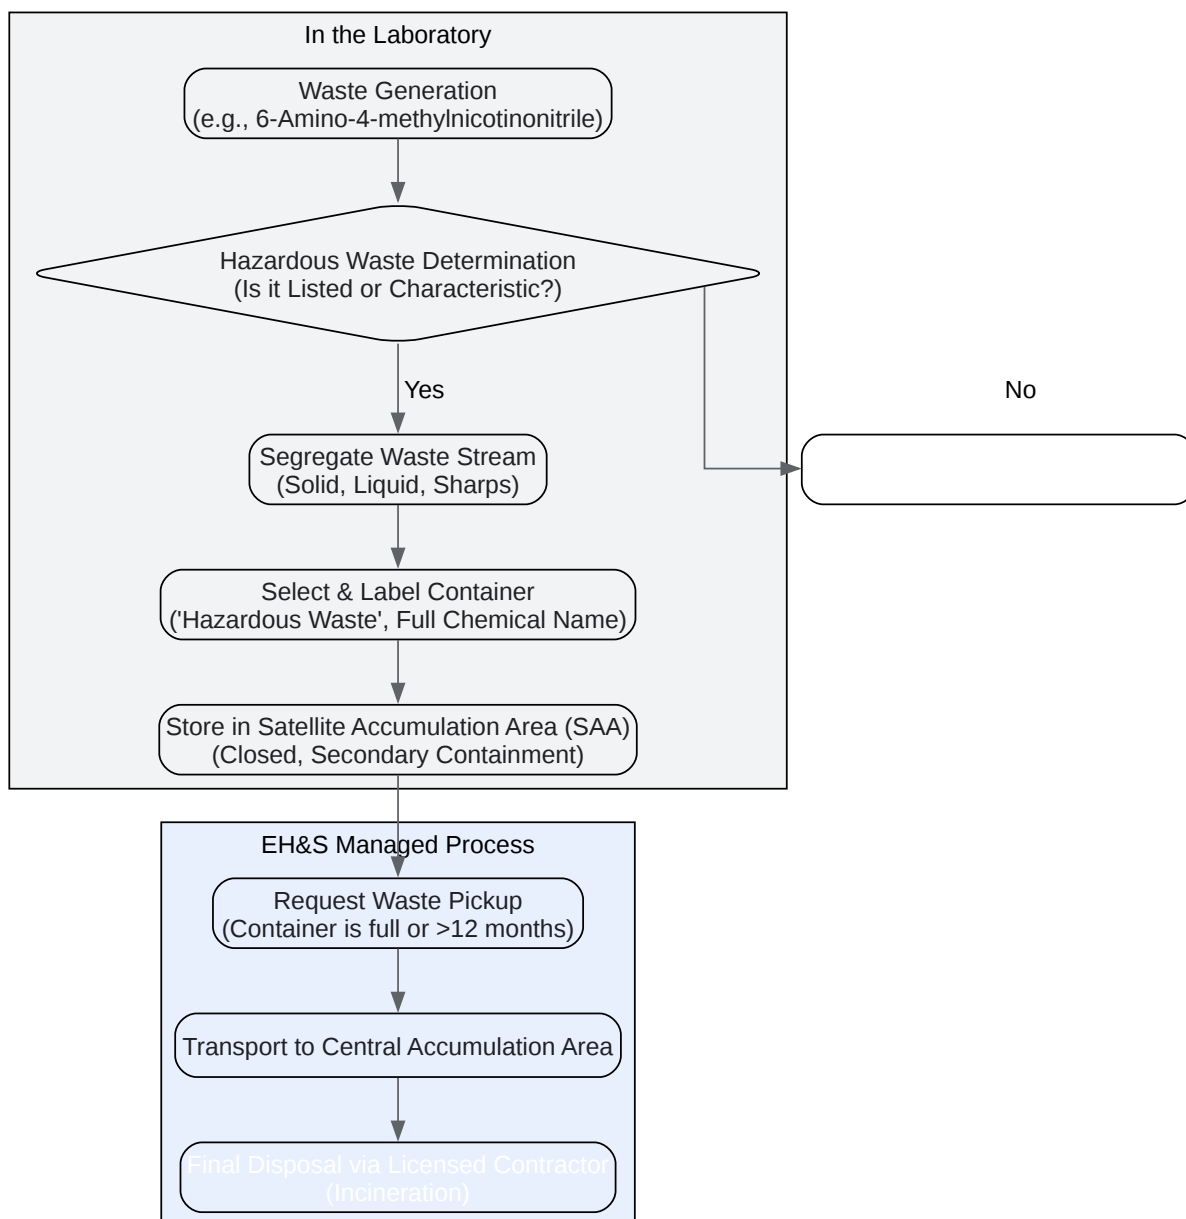 In the Laboratory
Waste Generation
(e.g., 6-Amino-4-methylnicotinonitrile)
Hazardous Waste Determination
(Is it Listed or Characteristic?)
Yes
No
Segregate Waste Stream
(Solid, Liquid, Sharps)
Select & Label Container
('Hazardous Waste', Full Chemical Name)
Store in Satellite Accumulation Area (SAA)
(Closed, Secondary Containment)
EH&S Managed Process
Request Waste Pickup
(Container is full or >12 months)
Transport to Central Accumulation Area
Final Disposal via Licensed Contractor
(Incineration)